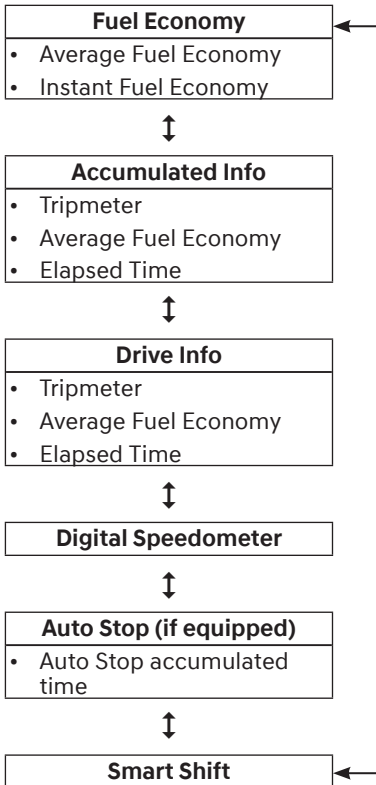 Fuel Economy
• Average Fuel Economy
• Instant Fuel Economy
Accumulated Info
• Tripmeter
• Average Fuel Economy
• Elapsed Time
Drive Info
• Tripmeter
• Average Fuel Economy
• Elapsed Time
Digital Speedometer
Auto Stop (if equipped)
• Auto Stop accumulated
time
Smart Shift